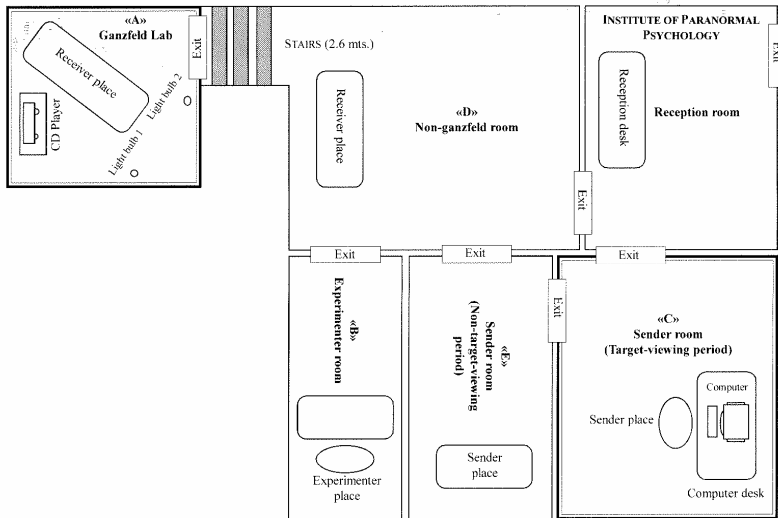 «A»
Ganzfeld Lab
Exit
Receiver place
CD Player
Light bulb 1
Light bulb 2
STAIRS (2.6 mts.)
Receiver place
«D»
Non-ganzfeld room
INSTITUTE OF PARANORMAL
PSYCHOLOGY
Exit
Reception desk
Reception room
Exit
Exit
Exit
Exit
«B»
Experimenter room
Experimenter
place
«E»
Sender room
(Non-target-viewing
period)
Sender
place
Exit
«C»
Sender room
(Target-viewing period)
Computer
Sender place
Computer desk